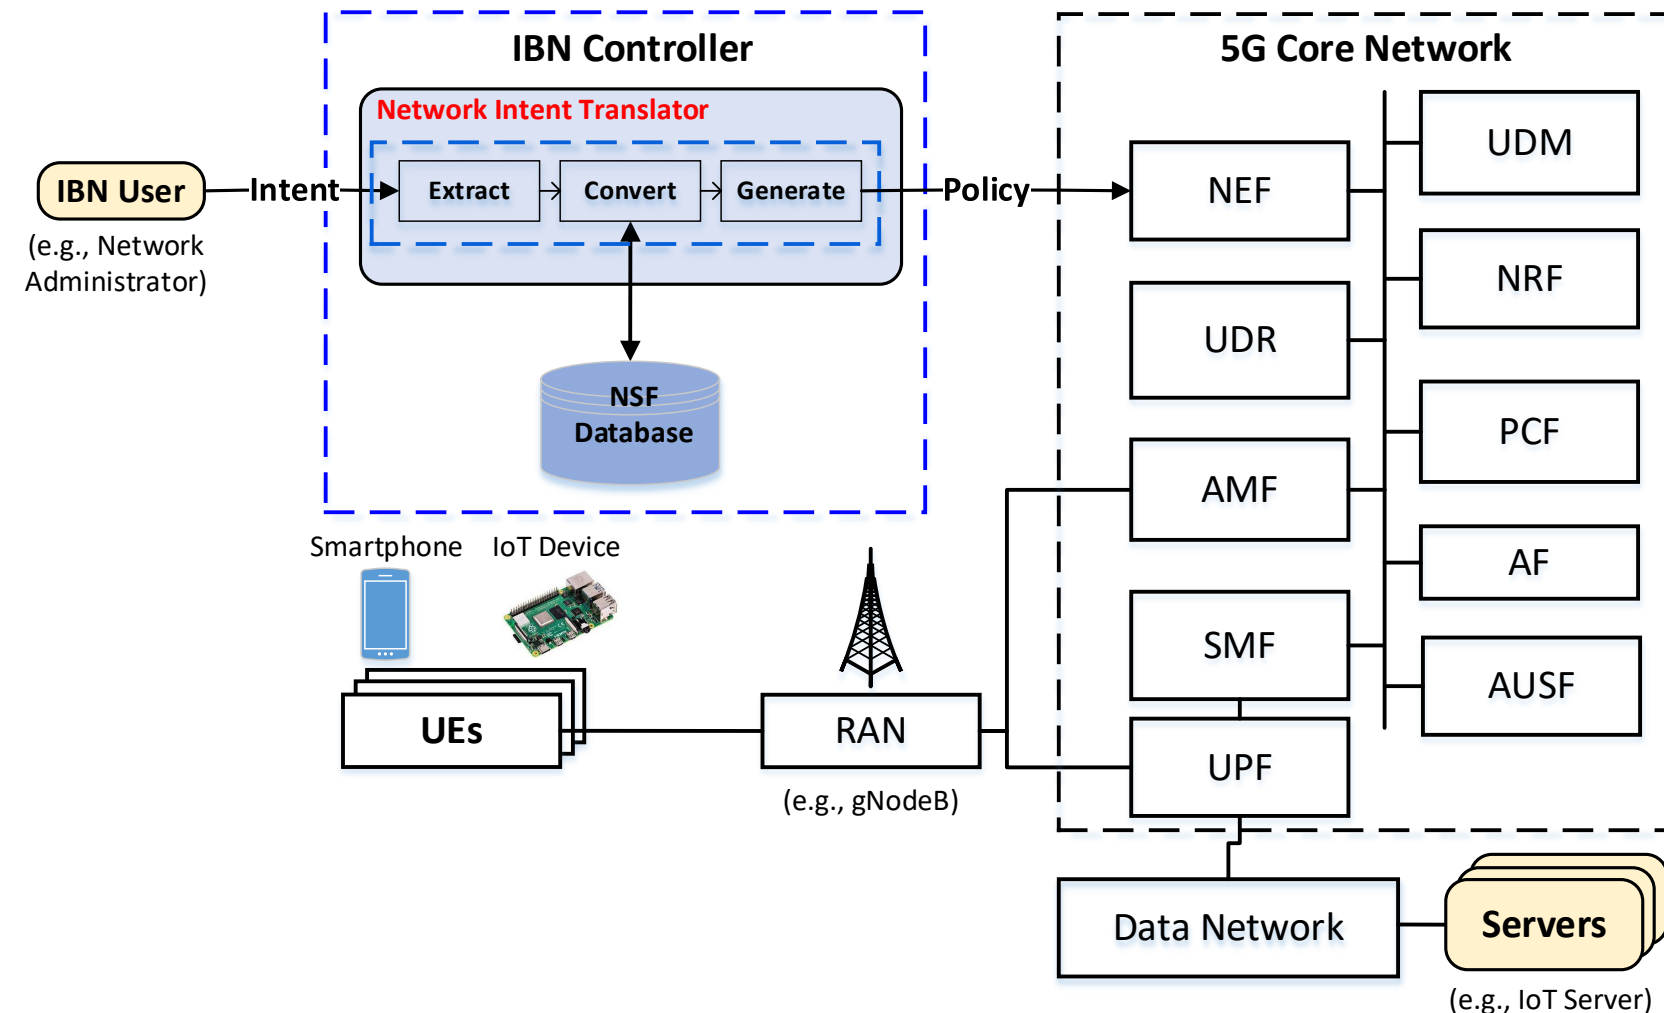 IBN Controller
5G Core Network
Network Intent Translator
IBN User
Intent
Extract
Convert
Generate
Policy
(e.g., Network
Administrator)
NSF
Database
NEF
UDM
UDR
NRF
AMF
PCF
SMF
AF
UPF
AUSF
Smartphone
IoT Device
UEs
RAN
(e.g., gNodeB)
Data Network
Servers
(e.g., IoT Server)